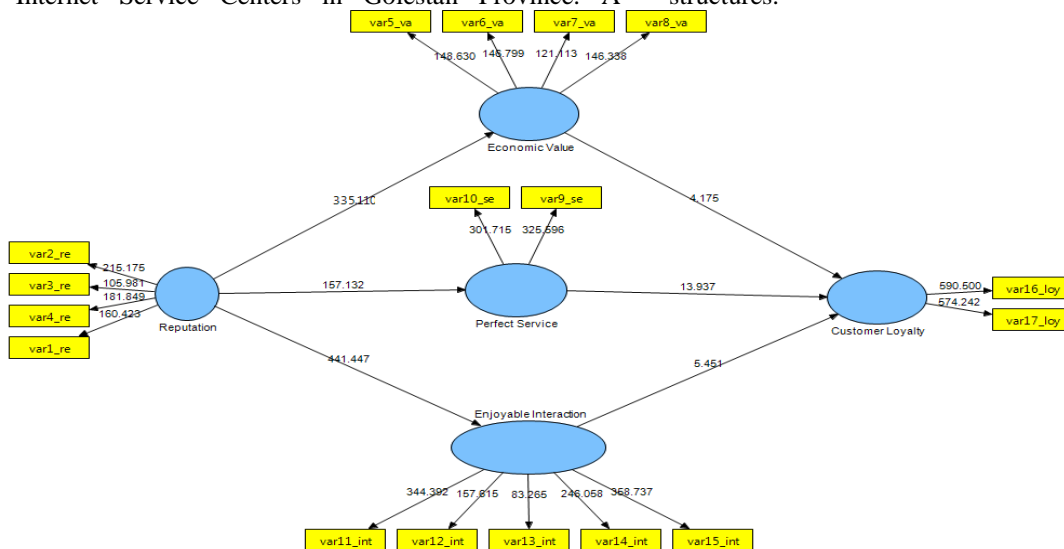 Internet Service Centers in Golestan Province. A structures.
var5_va var6_va var7_va var8_va
148.630 146.799 121.113 146.338
Economic Value
335.110
4.175
var10_se var9_se
301.715 325.596
var2_re
215.175
var3_re
105.981
var4_re
181.849
var1_re
160.423
Reputation
157.132
Perfect Service
13.937
Customer Loyalty
590.500
var16_loy
574.242
var17_loy
441.447
5.451
Enjoyable Interaction
344.392 157.615 83.265 246.058 358.737
var11_int var12_int var13_int var14_int var15_int